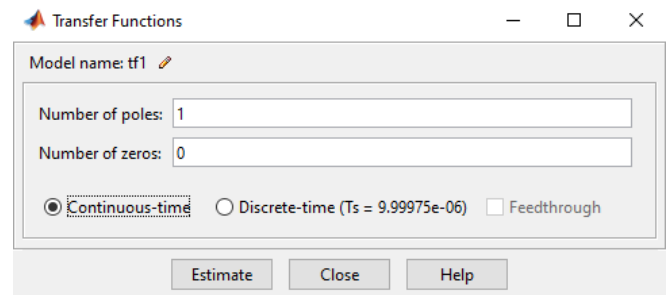 Transfer Functions
Model name: tf1
Number of poles: 1
Number of zeros: 0
Continuous-time Discrete-time (Ts = 9.99975e-06) Feedthrough
Estimate Close Help